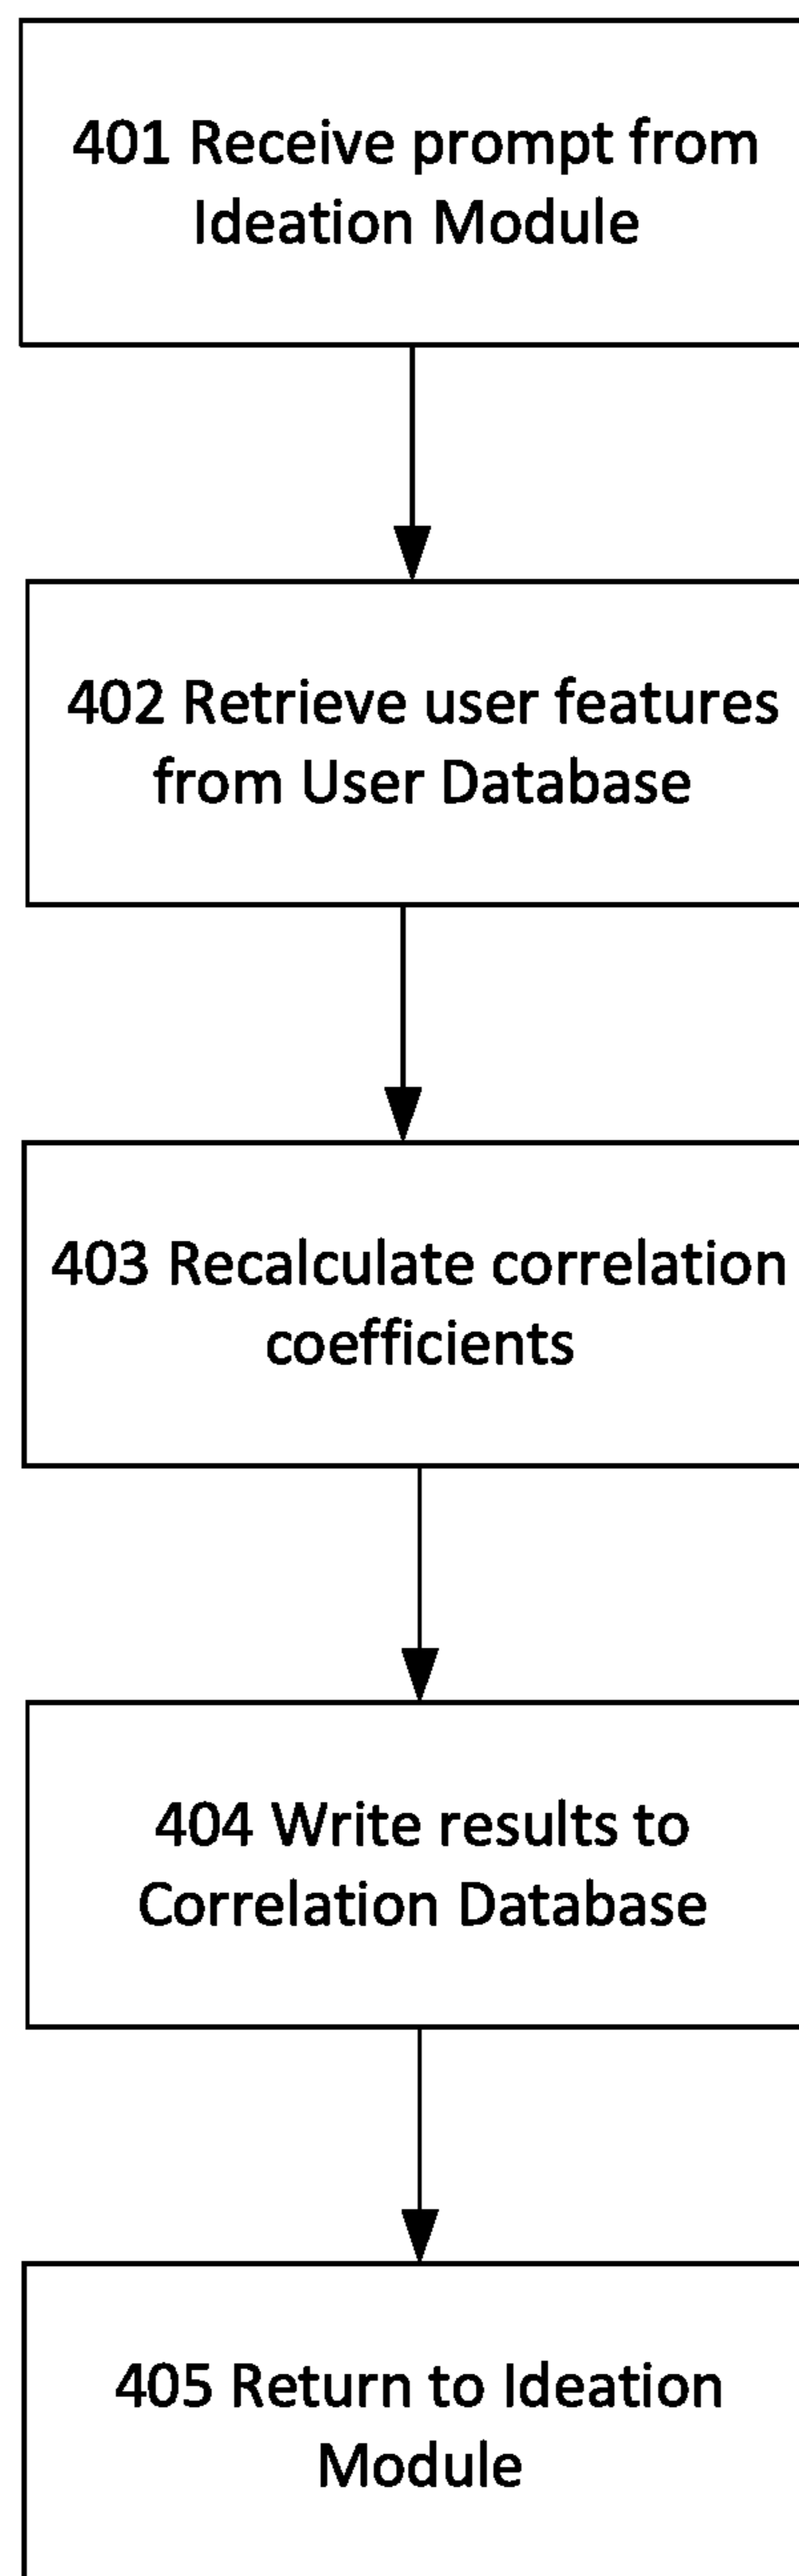 401 Receive prompt from
Ideation Module
402 Retrieve user features
from User Database
403 Recalculate correlation
coefficients
404 Write results to
Correlation Database
405 Return to Ideation
Module